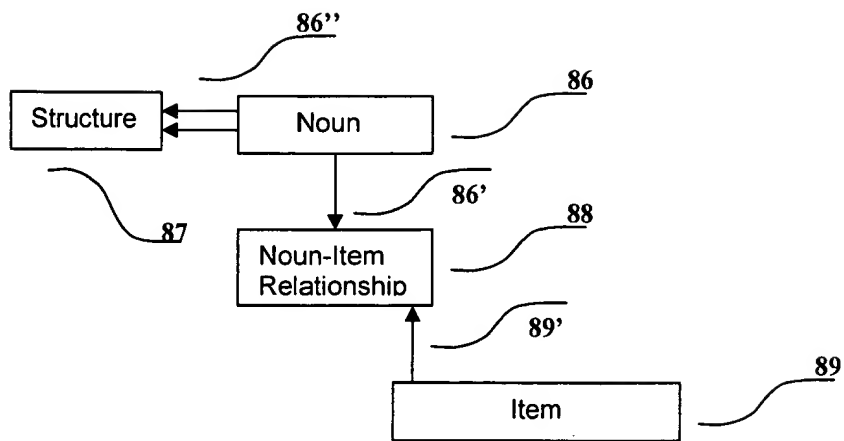 86’’
86
Structure
Noun
86’
88
87
Noun-Item
Relationship
89’
89
Item